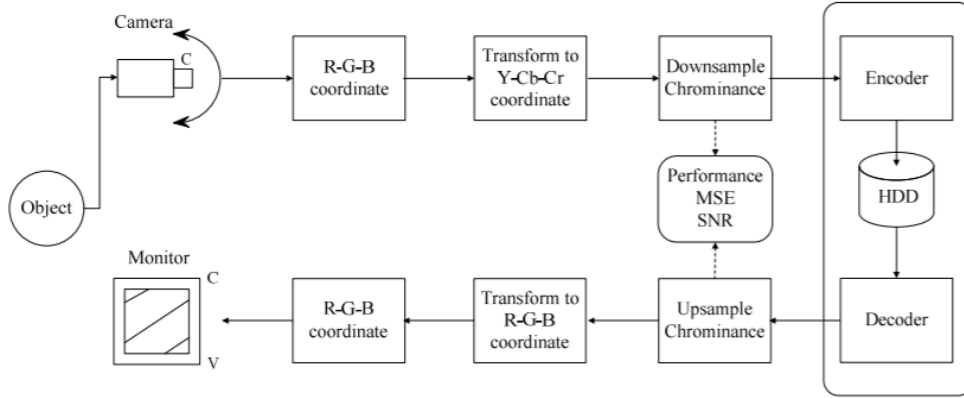 Camera
C
R-G-B
coordinate
Transform to
Y-Cb-Cr
coordinate
Downsample
Chrominance
Encoder
Object
Performance
MSE
SNR
HDD
Monitor
C
V
R-G-B
coordinate
Transform to
R-G-B
coordinate
Upsample
Chrominance
Decoder